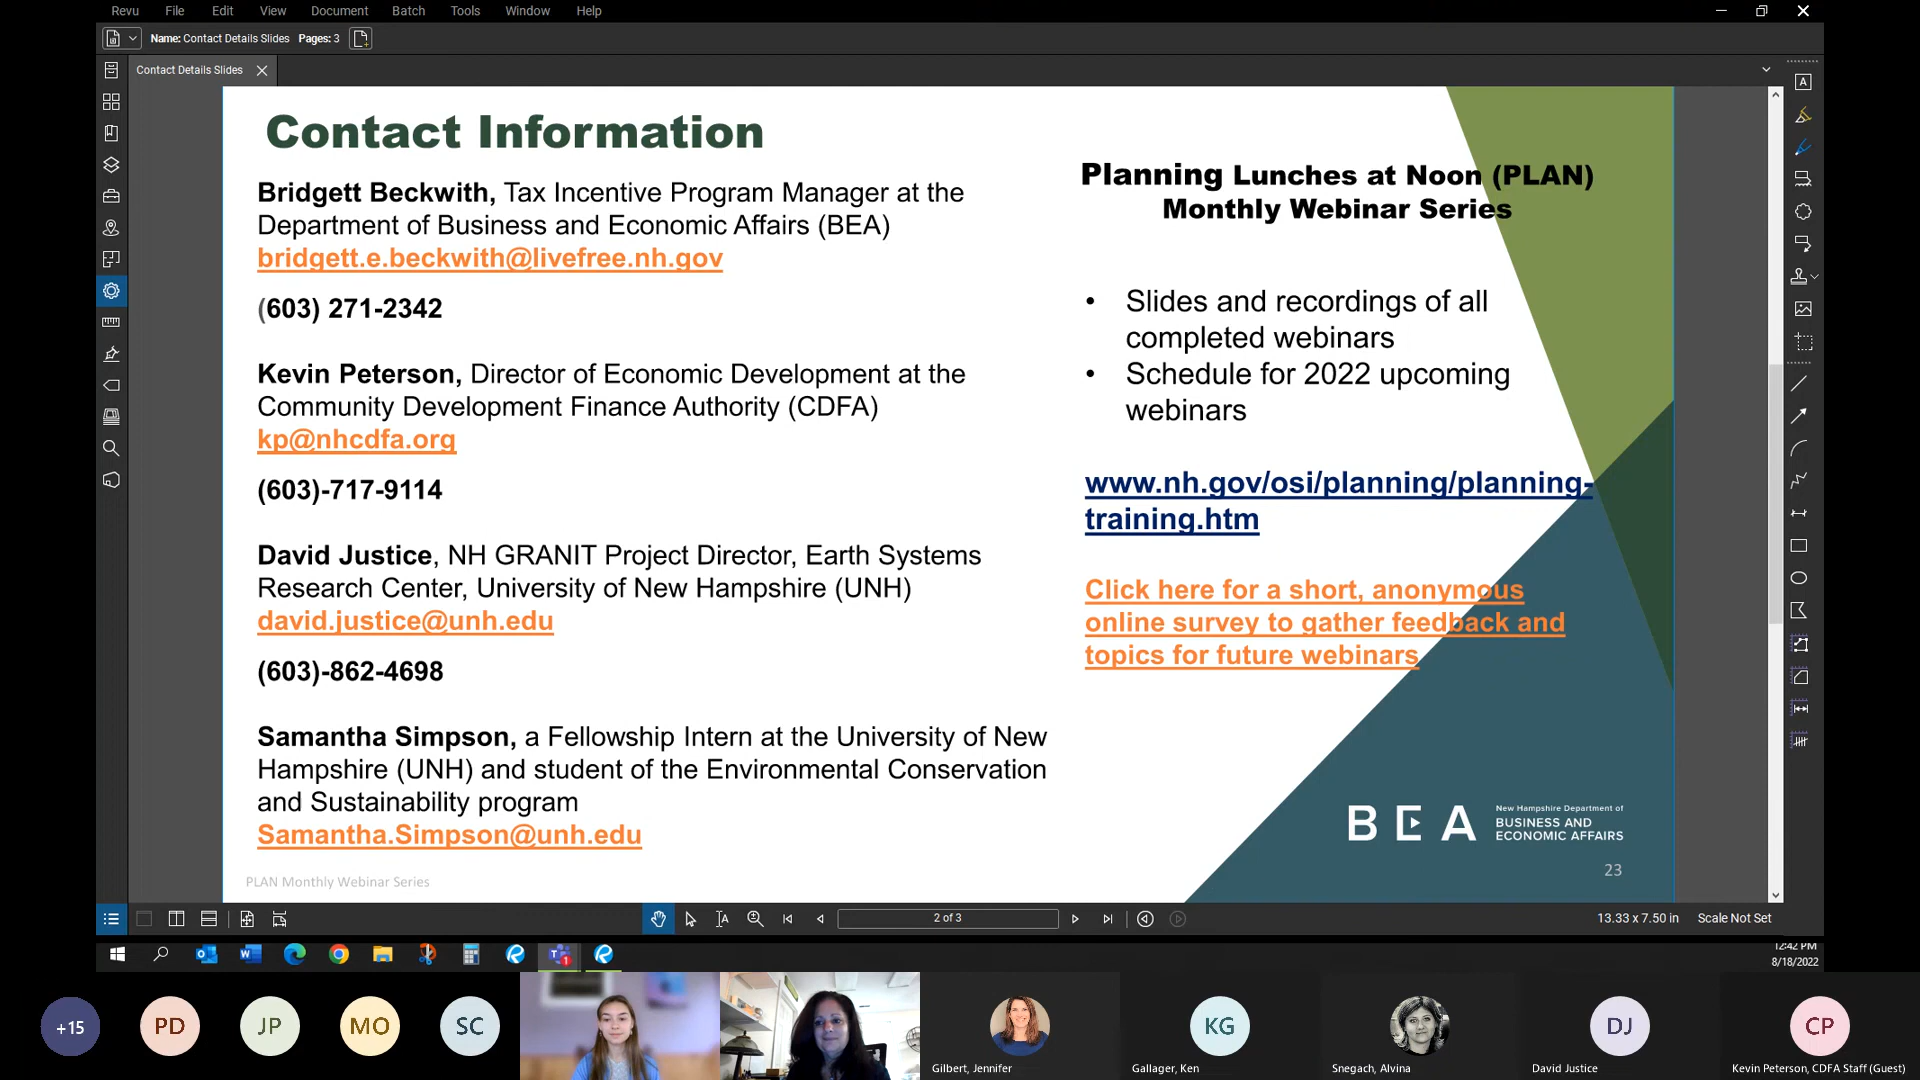 Revu File Edit View Document Batch Tools Window Help
Name: Contact Details Slides Pages: 3
Contact Details Slides
Contact Information
Bridgett Beckwith, Tax Incentive Program Manager at the
Department of Business and Economic Affairs (BEA)
bridgett.e.beckwith@livefree.nh.gov
(603) 271-2342
Kevin Peterson, Director of Economic Development at the
Community Development Finance Authority (CDFA)
kp@nhcdfa.org
(603)-717-9114
David Justice, NH GRANIT Project Director, Earth Systems
Research Center, University of New Hampshire (UNH)
david.justice@unh.edu
(603)-862-4698
Samantha Simpson, a Fellowship Intern at the University of New
Hampshire (UNH) and student of the Environmental Conservation
and Sustainability program
Samantha.Simpson@unh.edu
PLAN Monthly Webinar Series
Planning Lunches at Noon (PLAN)
Monthly Webinar Series
• Slides and recordings of all
completed webinars
• Schedule for 2022 upcoming
webinars
www.nh.gov/osi/planning/planning-
training.htm
Click here for a short, anonymous
online survey to gather feedback and
topics for future webinars
BEA
New Hampshire Department of
BUSINESS AND
ECONOMIC AFFAIRS
23
2 of 3
13.33 x 7.50 in Scale Not Set
12:42 PM
8/18/2022
+15 PD JP MO SC KG DJ CP
Gilbert, Jennifer Gallager, Ken Snegach, Alvina David Justice Kevin Peterson, CDFA Staff (Guest)